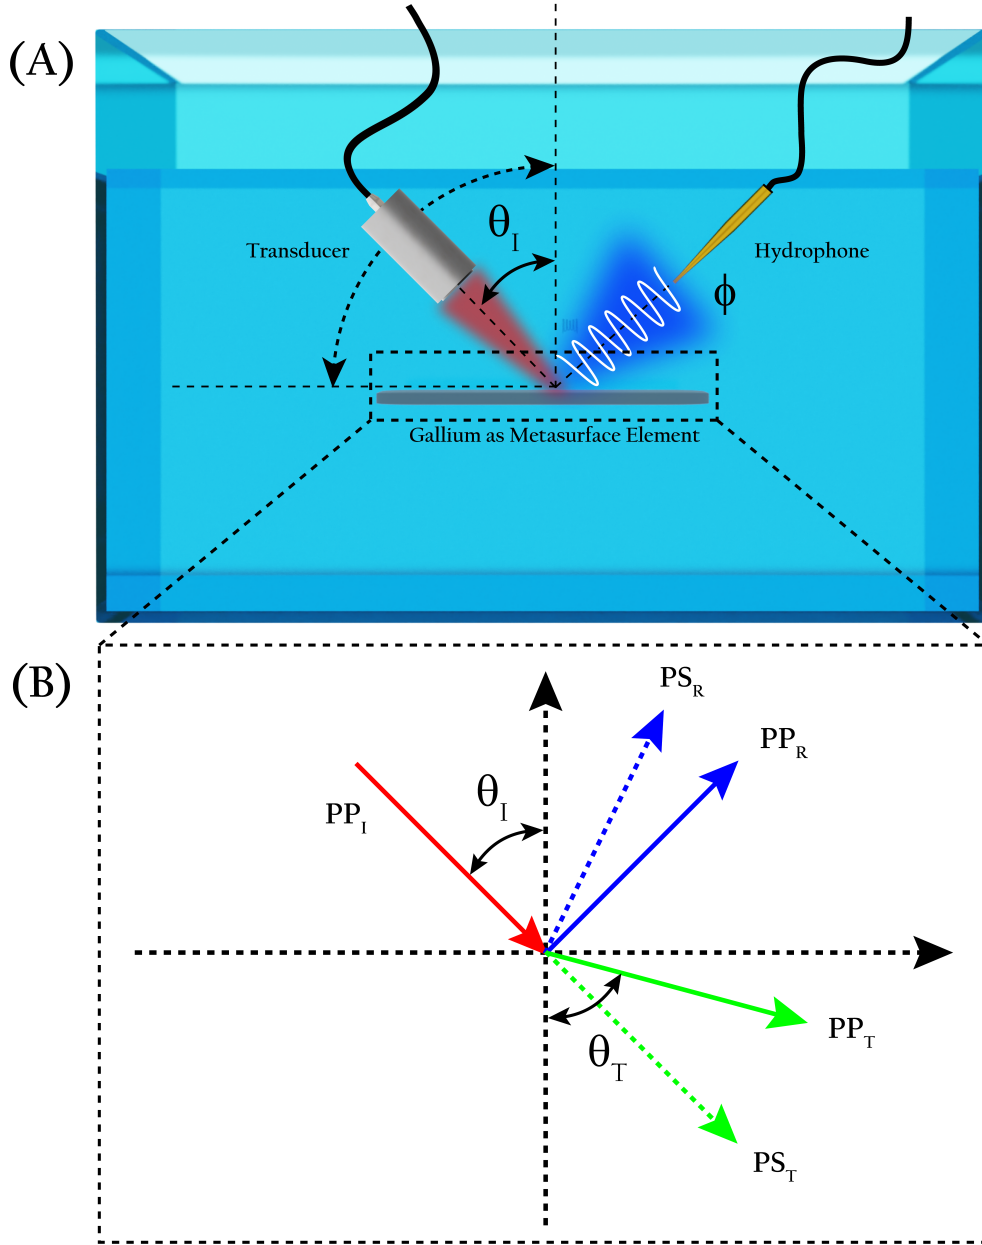 (A)
θI
Transducer
Hydrophone
ϕ
Gallium as Metasurface Element
(B)
PSR
PPR
θI
PPI
PPT
θT
PST